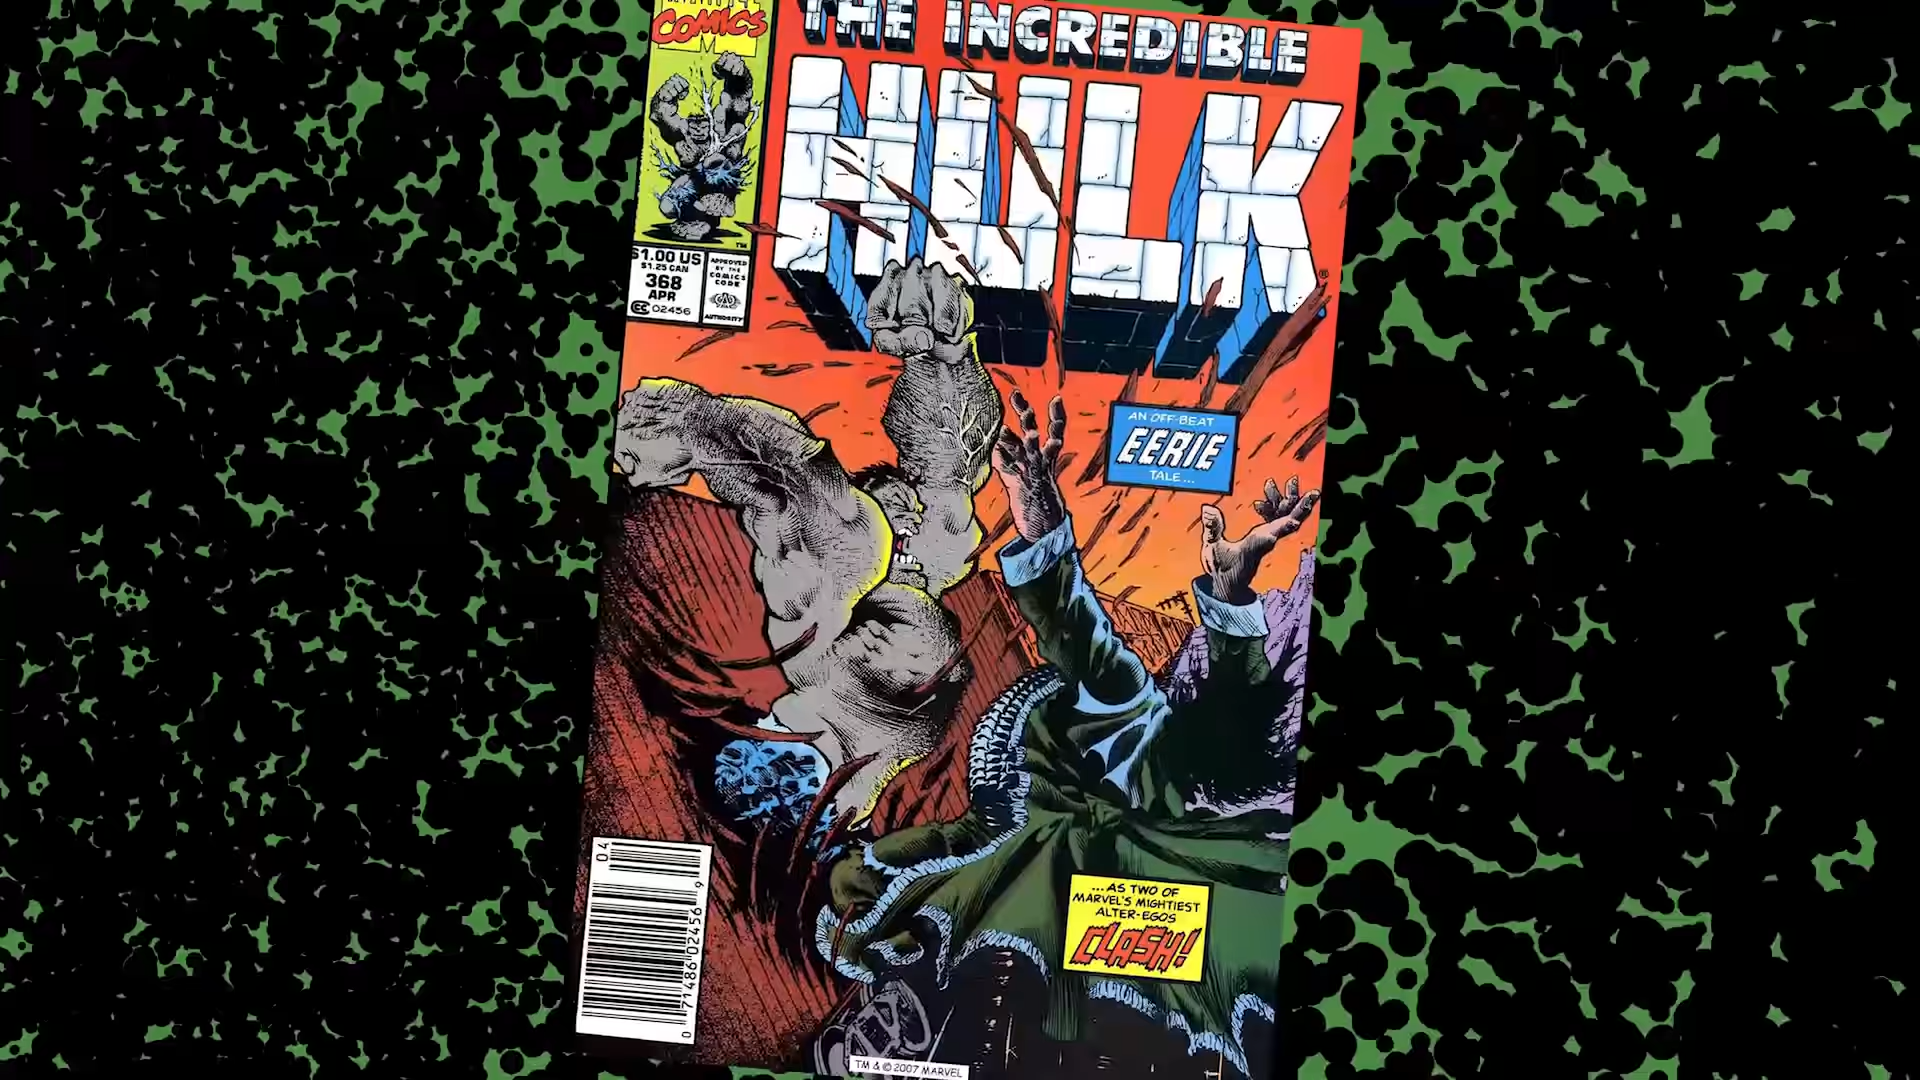 COMICS
THE INCREDIBLE
HULK
®
TM
$1.00 US
$1.25 CAN
368
APR
CC 02456
APPROVED
BY THE
COMICS
CODE
AUTHORITY
AN OFF-BEAT
EERIE
TALE...
...AS TWO OF
MARVEL'S MIGHTIEST
ALTER-EGOS
CLASH!
04
0 71486 02456 9
TM & © 2007 MARVEL